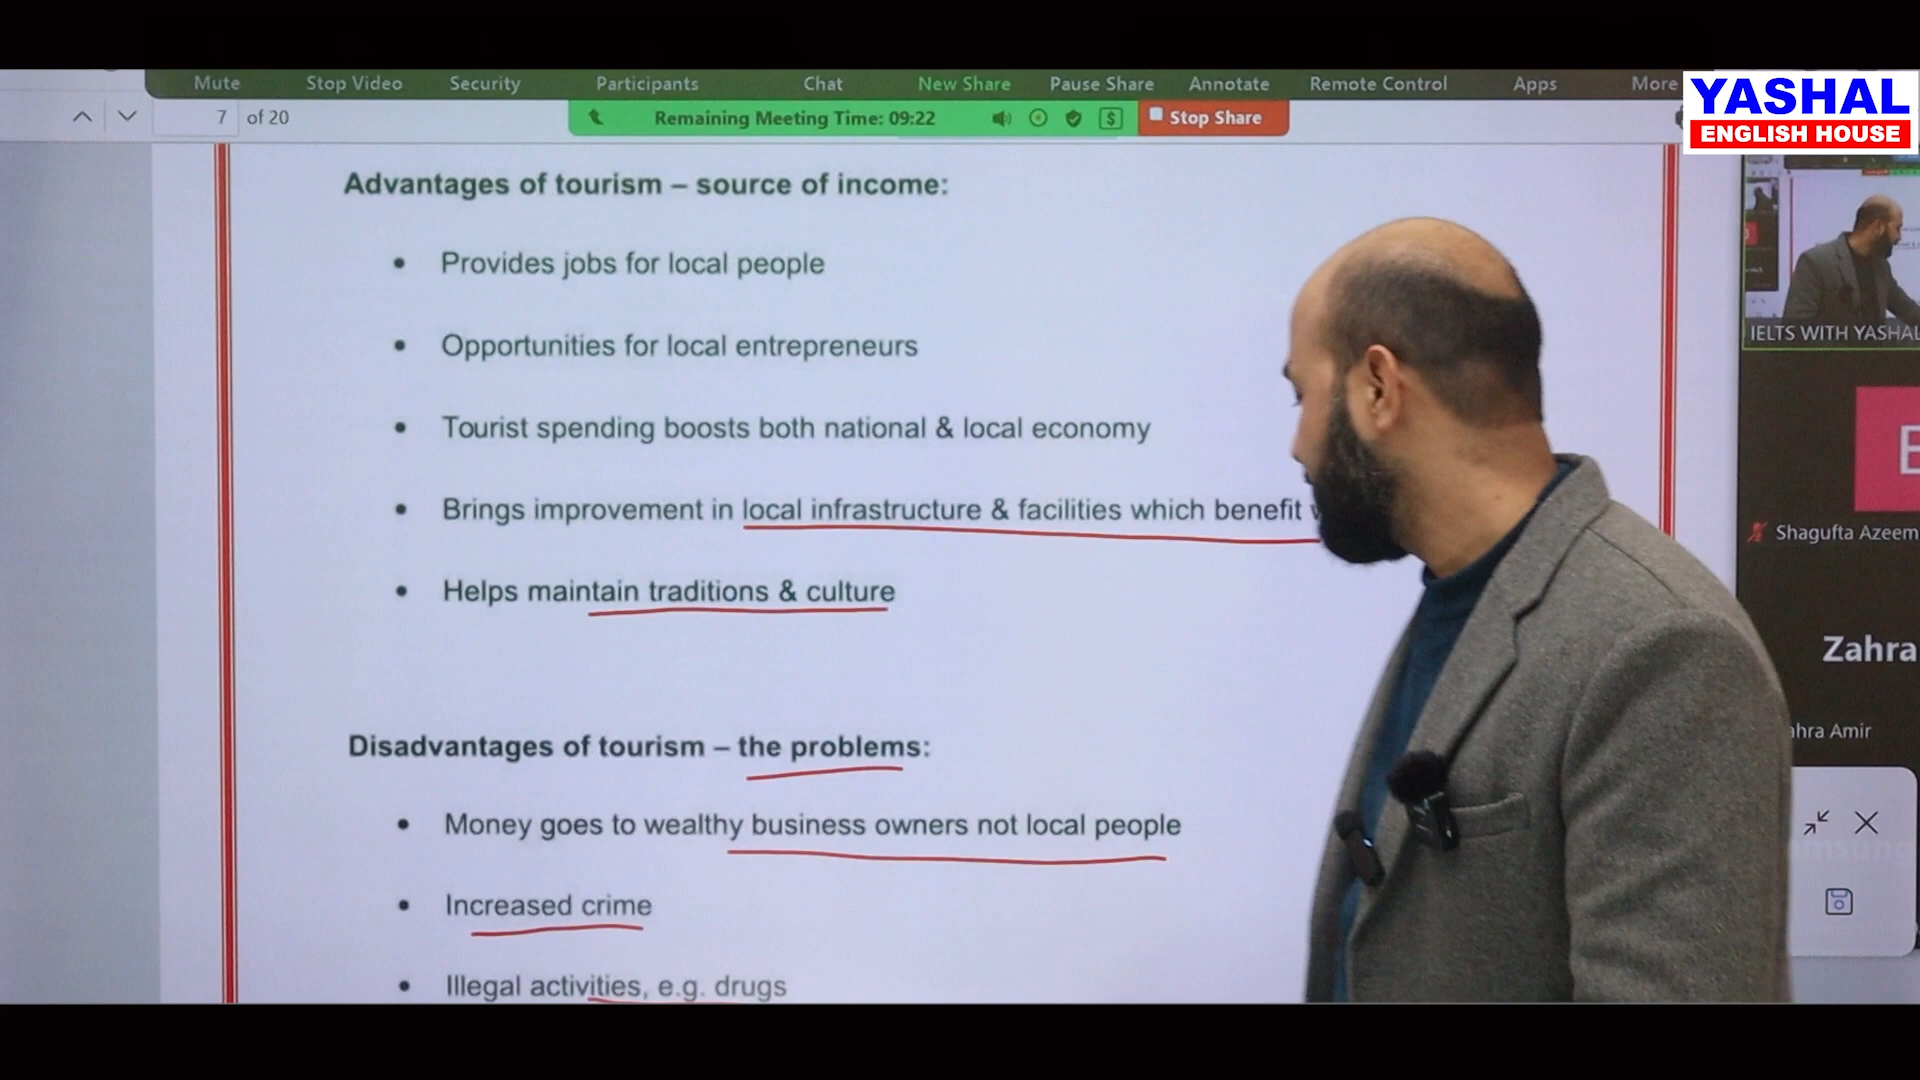 Mute Stop Video Security Participants Chat New Share Pause Share Annotate Remote Control Apps More
YASHAL
ENGLISH HOUSE
7 of 20
Remaining Meeting Time: 09:22
Stop Share
Advantages of tourism – source of income:
• Provides jobs for local people
• Opportunities for local entrepreneurs
• Tourist spending boosts both national & local economy
• Brings improvement in local infrastructure & facilities which benefit
• Helps maintain traditions & culture
Disadvantages of tourism – the problems:
• Money goes to wealthy business owners not local people
• Increased crime
• Illegal activities, e.g. drugs
IELTS WITH YASHAL
E
Shagufta Azeem
Zahra
hra Amir